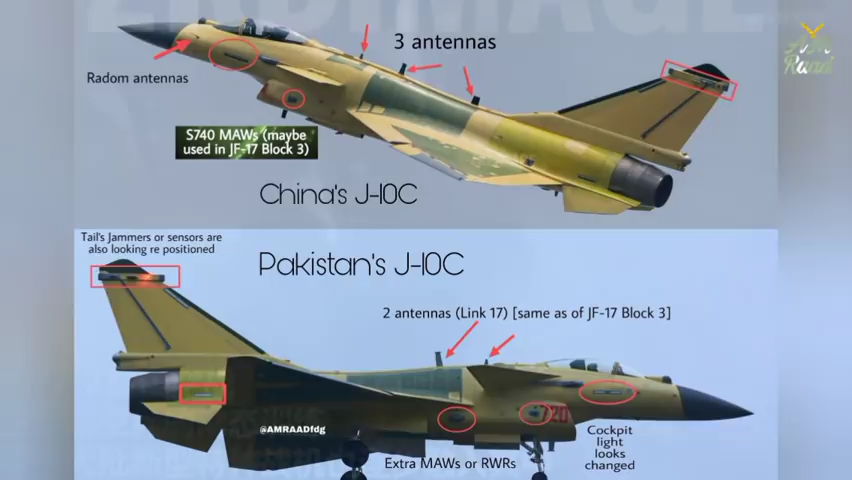 3 antennas
Radom antennas
S740 MAWs (maybe
used in JF-17 Block 3)
China's J-10C
Tail's Jammers or sensors are
also looking re positioned
Pakistan's J-10C
2 antennas (Link 17) [same as of JF-17 Block 3]
720
@AMRAADfdg
Cockpit
light
looks
changed
Extra MAWs or RWRs